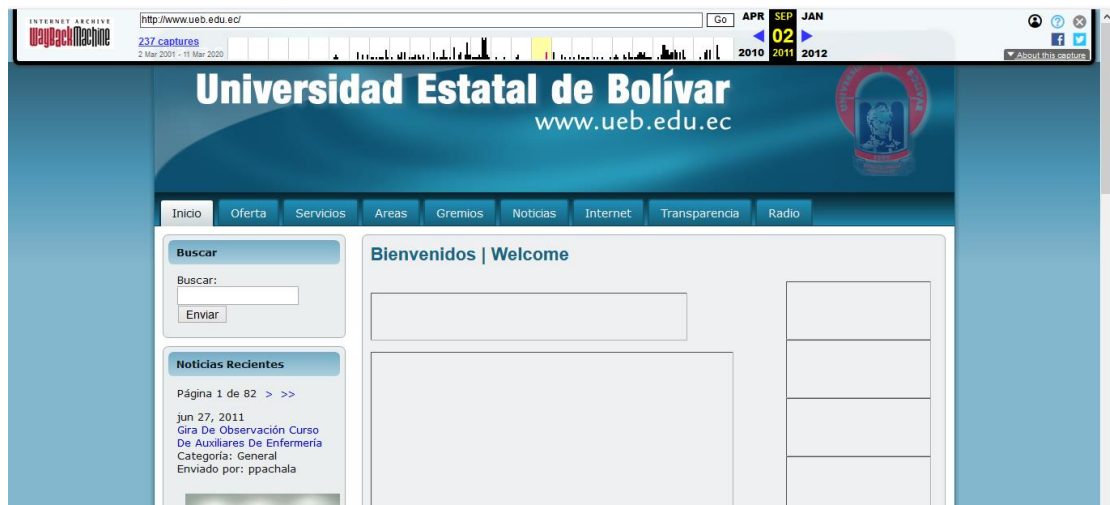 INTERNET ARCHIVE
WayBackMachine
http://www.ueb.edu.ec/
Go
APR SEP JAN
237 captures
02
2 Mar 2001 - 11 Mar 2020
2010 2011 2012
▼ About this capture
Universidad Estatal de Bolívar
www.ueb.edu.ec
Inicio Oferta Servicios Areas Gremios Noticias Internet Transparencia Radio
Buscar
Buscar:
Enviar
Bienvenidos | Welcome
Noticias Recientes
Página 1 de 82 > >>
jun 27, 2011
Gira De Observación Curso
De Auxiliares De Enfermería
Categoría: General
Enviado por: ppachala